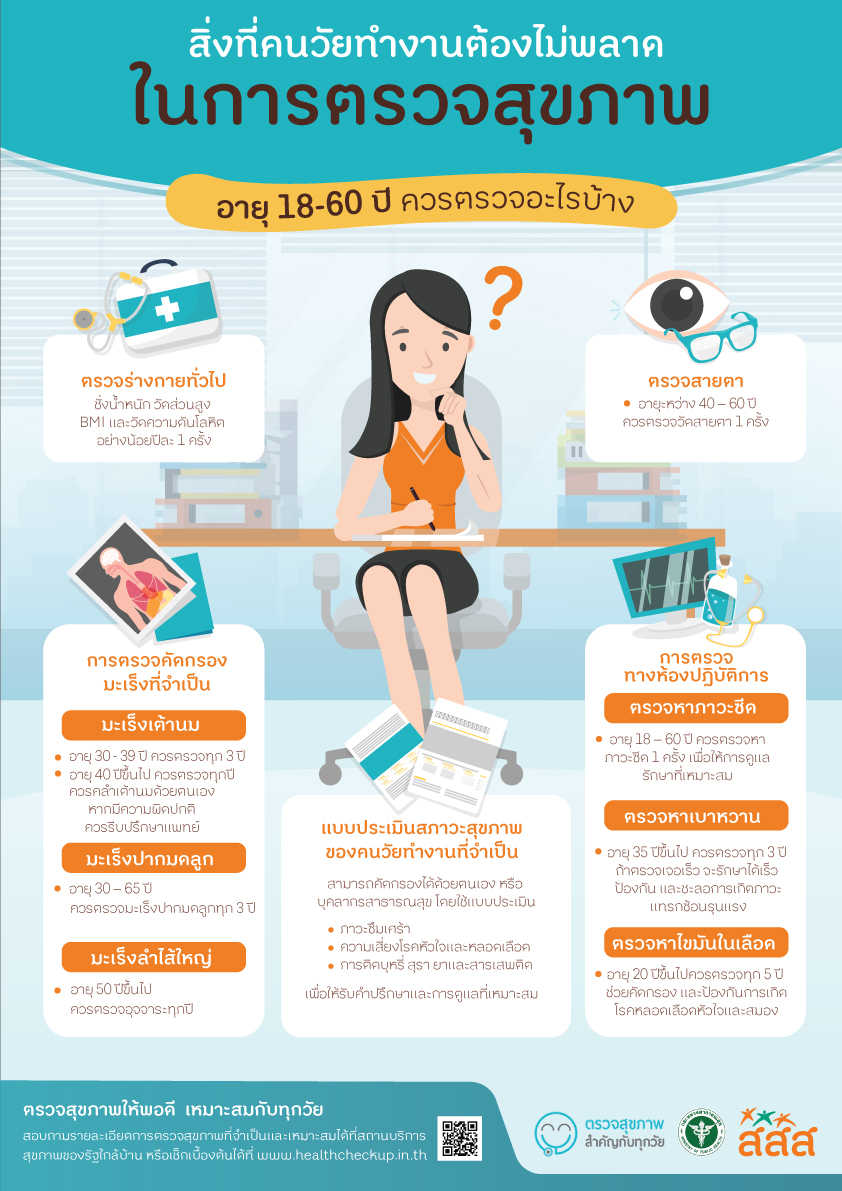 สิ่งที่คนวัยทำงานต้องไม่พลาด
ในการตรวจสุขภาพ
อายุ 18-60 ปี ควรตรวจอะไรบ้าง
?
ตรวจร่างกายทั่วไป
ชั่งน้ำหนัก วัดส่วนสูง
BMI และวัดความดันโลหิต
อย่างน้อยปีละ 1 ครั้ง
ตรวจสายตา
• อายุะหว่าง 40 – 60 ปี
ควรตรวจวัดสายตา 1 ครั้ง
การตรวจคัดกรอง
มะเร็งที่จำเป็น
มะเร็งเต้านม
• อายุ 30 - 39 ปี ควรตรวจทุก 3 ปี
• อายุ 40 ปีขึ้นไป ควรตรวจทุกปี
ควรคลำเต้านมด้วยตนเอง
หากมีความผิดปกติ
ควรรีบปรึกษาแพทย์
มะเร็งปากมดลูก
• อายุ 30 – 65 ปี
ควรตรวจมะเร็งปากมดลูกทุก 3 ปี
มะเร็งลำไส้ใหญ่
• อายุ 50 ปีขึ้นไป
ควรตรวจอุจจาระทุกปี
แบบประเมินสภาวะสุขภาพ
ของคนวัยทำงานที่จำเป็น
สามารถคัดกรองได้ด้วยตนเอง หรือ
บุคลากรสาธารณสุข โดยใช้แบบประเมิน
• ภาวะซึมเศร้า
• ความเสี่ยงโรคหัวใจและหลอดเลือด
• การติดบุหรี่ สุรา ยาและสารเสพติด
เพื่อให้รับคำปรึกษาและการดูแลที่เหมาะสม
การตรวจ
ทางห้องปฏิบัติการ
ตรวจหาภาวะซีด
• อายุ 18 – 60 ปี ควรตรวจหา
ภาวะซีด 1 ครั้ง เพื่อให้การดูแล
รักษาที่เหมาะสม
ตรวจหาเบาหวาน
• อายุ 35 ปีขึ้นไป ควรตรวจทุก 3 ปี
ถ้าตรวจเจอเร็ว จะรักษาได้เร็ว
ป้องกัน และชะลอการเกิดภาวะ
แทรกซ้อนรุนแรง
ตรวจหาไขมันในเลือด
• อายุ 20 ปีขึ้นไปควรตรวจทุก 5 ปี
ช่วยคัดกรอง และป้องกันการเกิด
โรคหลอดเลือดหัวใจและสมอง
ตรวจสุขภาพให้พอดี เหมาะสมกับทุกวัย
สอบถามรายละเอียดการตรวจสุขภาพที่จำเป็นและเหมาะสมได้ที่สถานบริการ
สุขภาพของรัฐใกล้บ้าน หรือเช็กเบื้องต้นได้ที่ www.healthcheckup.in.th
ตรวจสุขภาพ
สำคัญกับทุกวัย
สสส